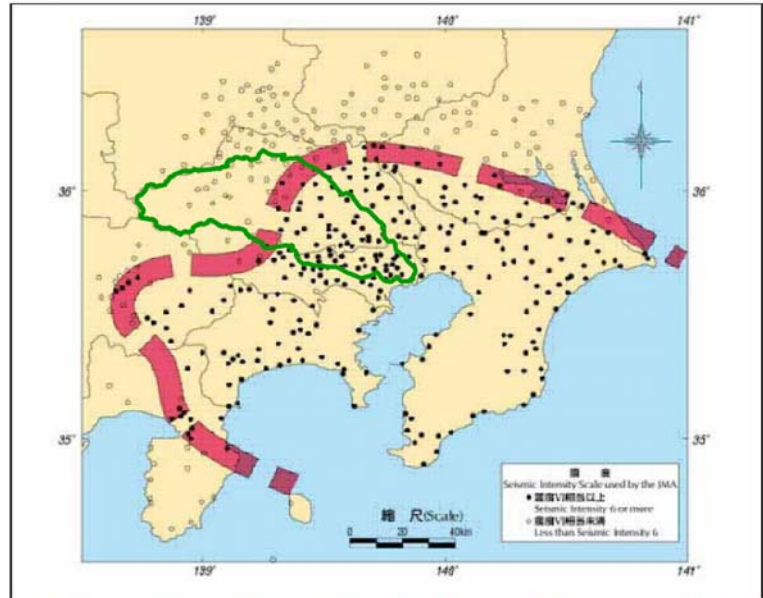 139° 140° 141°
36° 36°
35° 35°
139° 140° 141°
縮 尺(Scale)
0 20 40km
震 度
Seismic Intensity Scale used by the JMA
● 震度VI相当以上
Seismic Intensity 6 or more
○ 震度VI相当未満
Less than Seismic Intensity 6